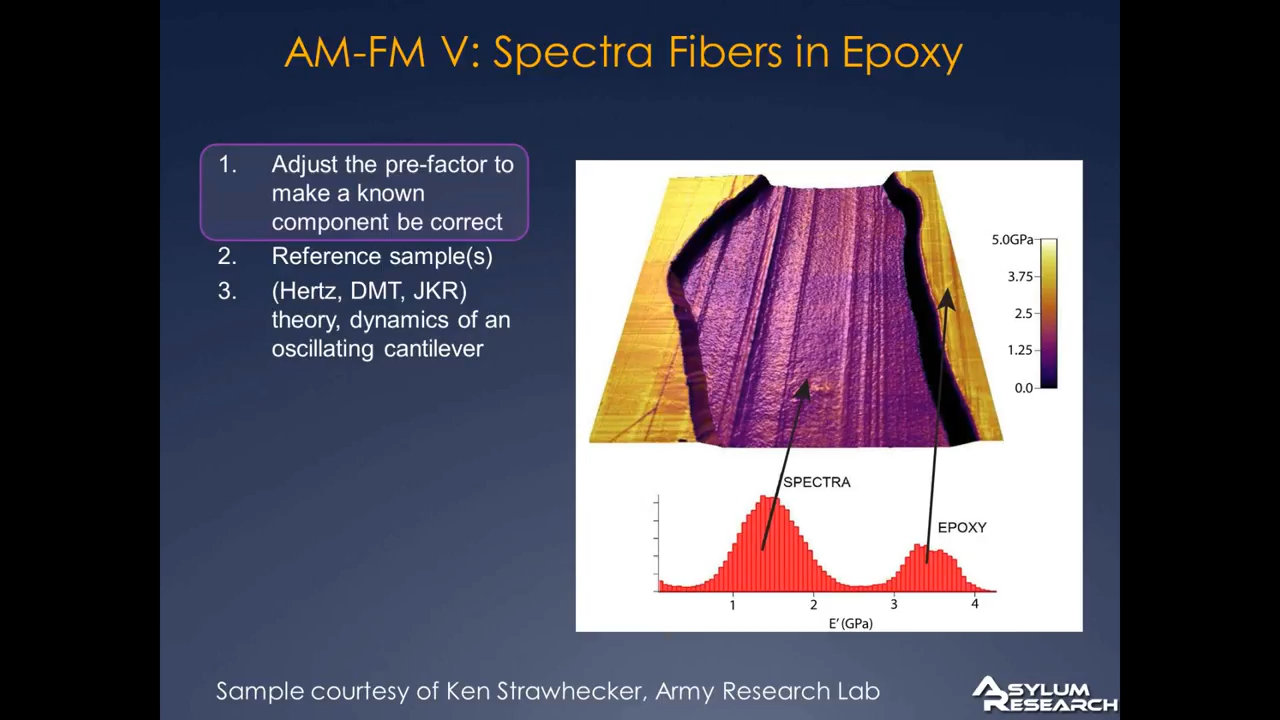 AM-FM V: Spectra Fibers in Epoxy
1. Adjust the pre-factor to
make a known
component be correct
2. Reference sample(s)
3. (Hertz, DMT, JKR)
theory, dynamics of an
oscillating cantilever
5.0GPa
3.75
2.5
1.25
0.0
SPECTRA
EPOXY
1 2 3 4
E'(GPa)
Sample courtesy of Ken Strawhecker, Army Research Lab
ASYLUM
RESEARCH